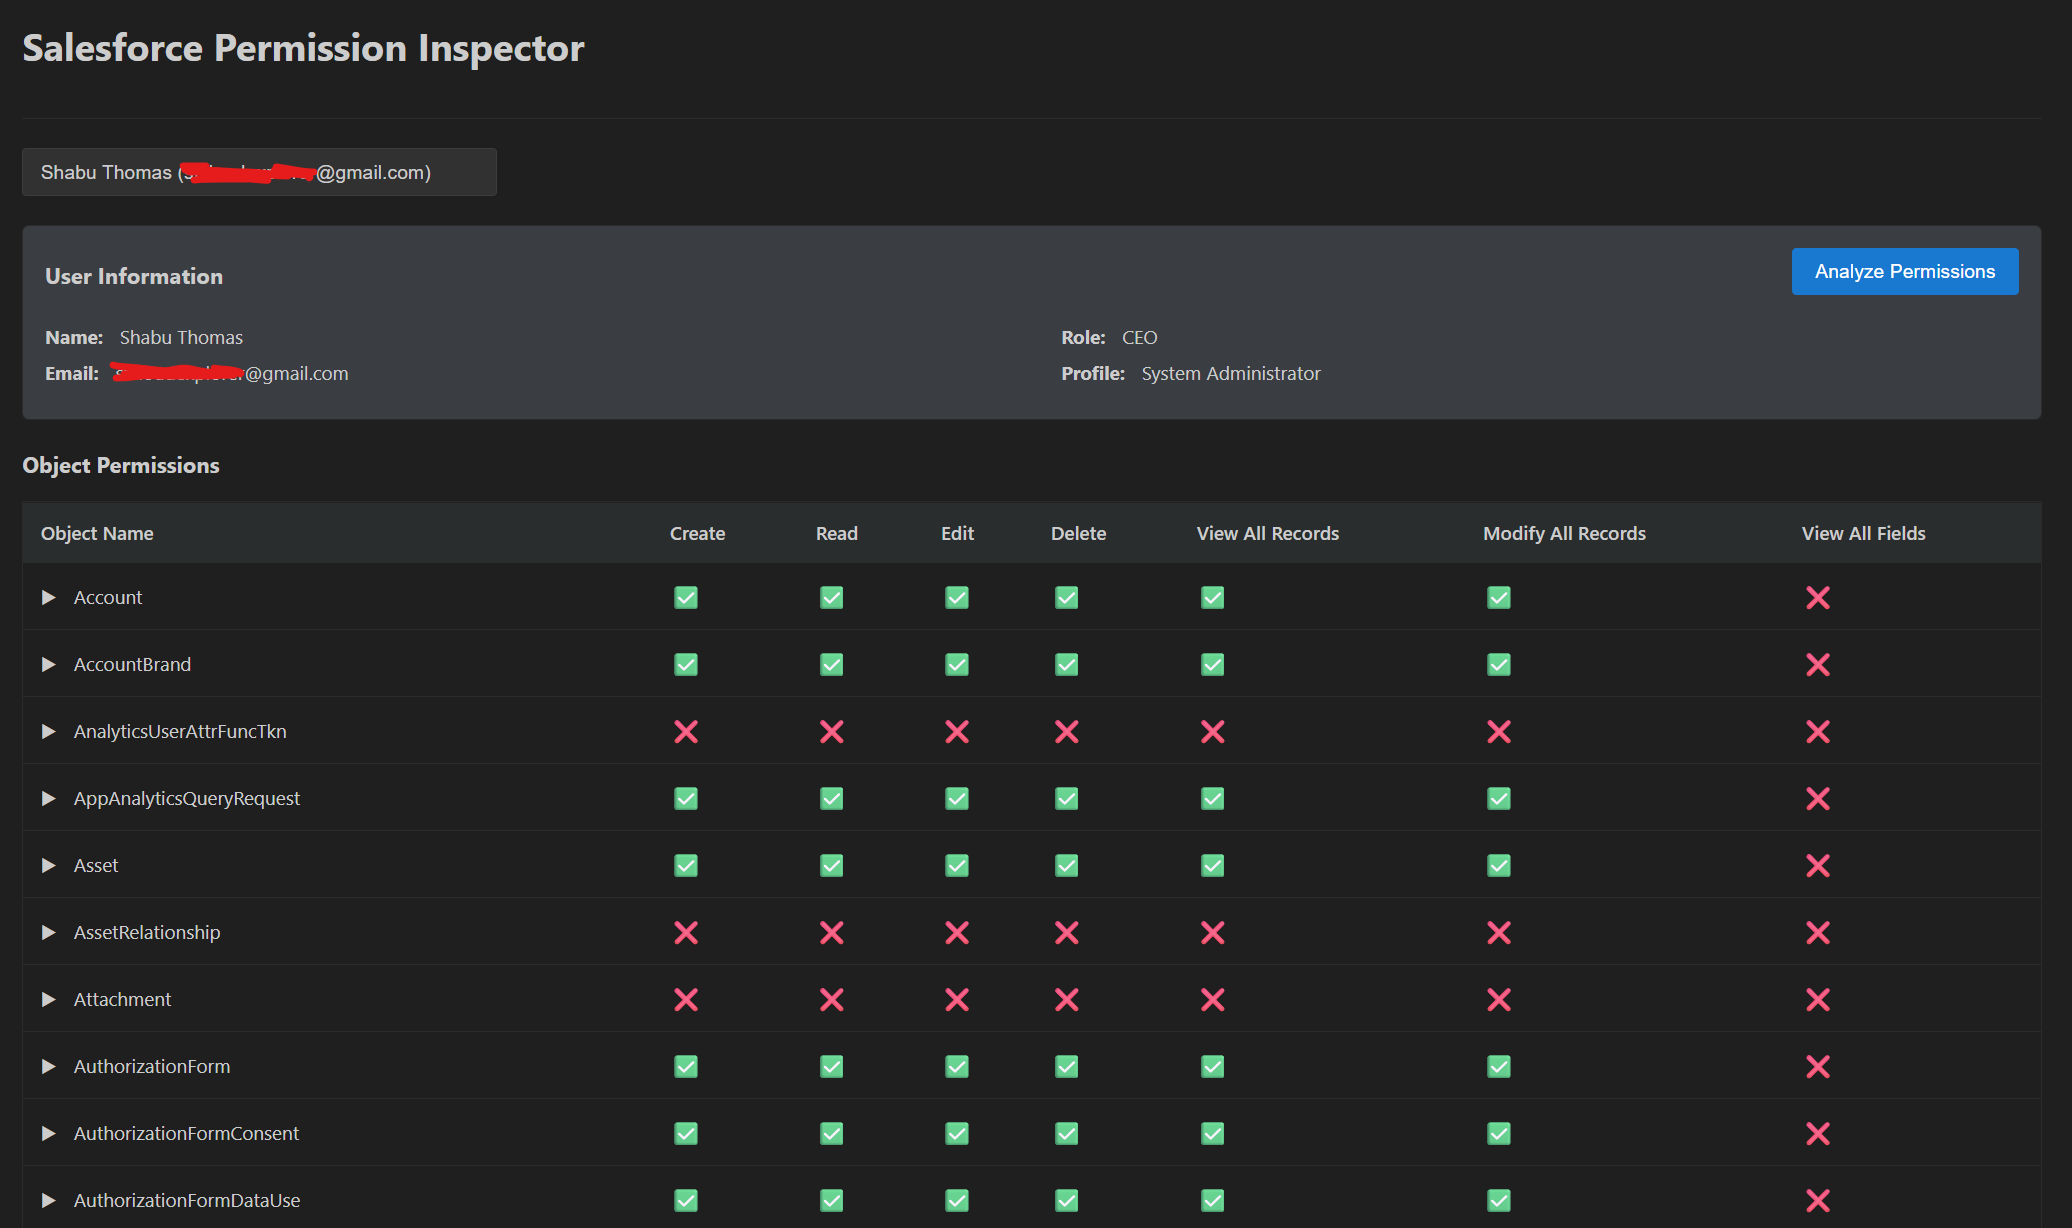 Salesforce Permission Inspector
Shabu Thomas ( @gmail.com)
User Information
Analyze Permissions
Name: Shabu Thomas
Role: CEO
Email: @gmail.com
Profile: System Administrator
Object Permissions
Object Name Create Read Edit Delete View All Records Modify All Records View All Fields
Account
AccountBrand
AnalyticsUserAttrFuncTkn
AppAnalyticsQueryRequest
Asset
AssetRelationship
Attachment
AuthorizationForm
AuthorizationFormConsent
AuthorizationFormDataUse